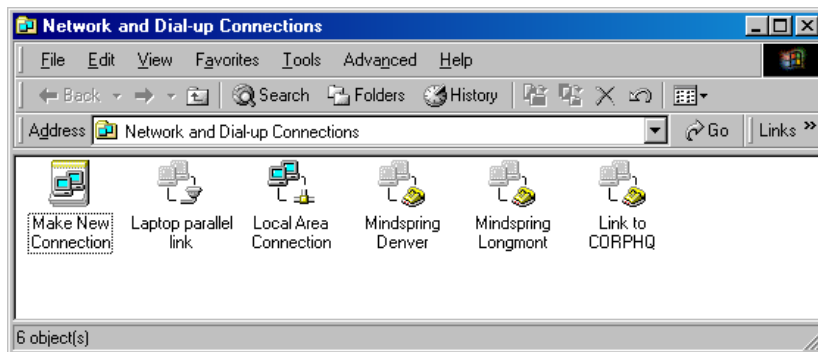 Network and Dial-up Connections
File Edit View Favorites Tools Advanced Help
Back Search Folders History
Address Network and Dial-up Connections Go Links »
Make New Connection
Laptop parallel link
Local Area Connection
Mindspring Denver
Mindspring Longmont
Link to CORPHQ
6 object(s)